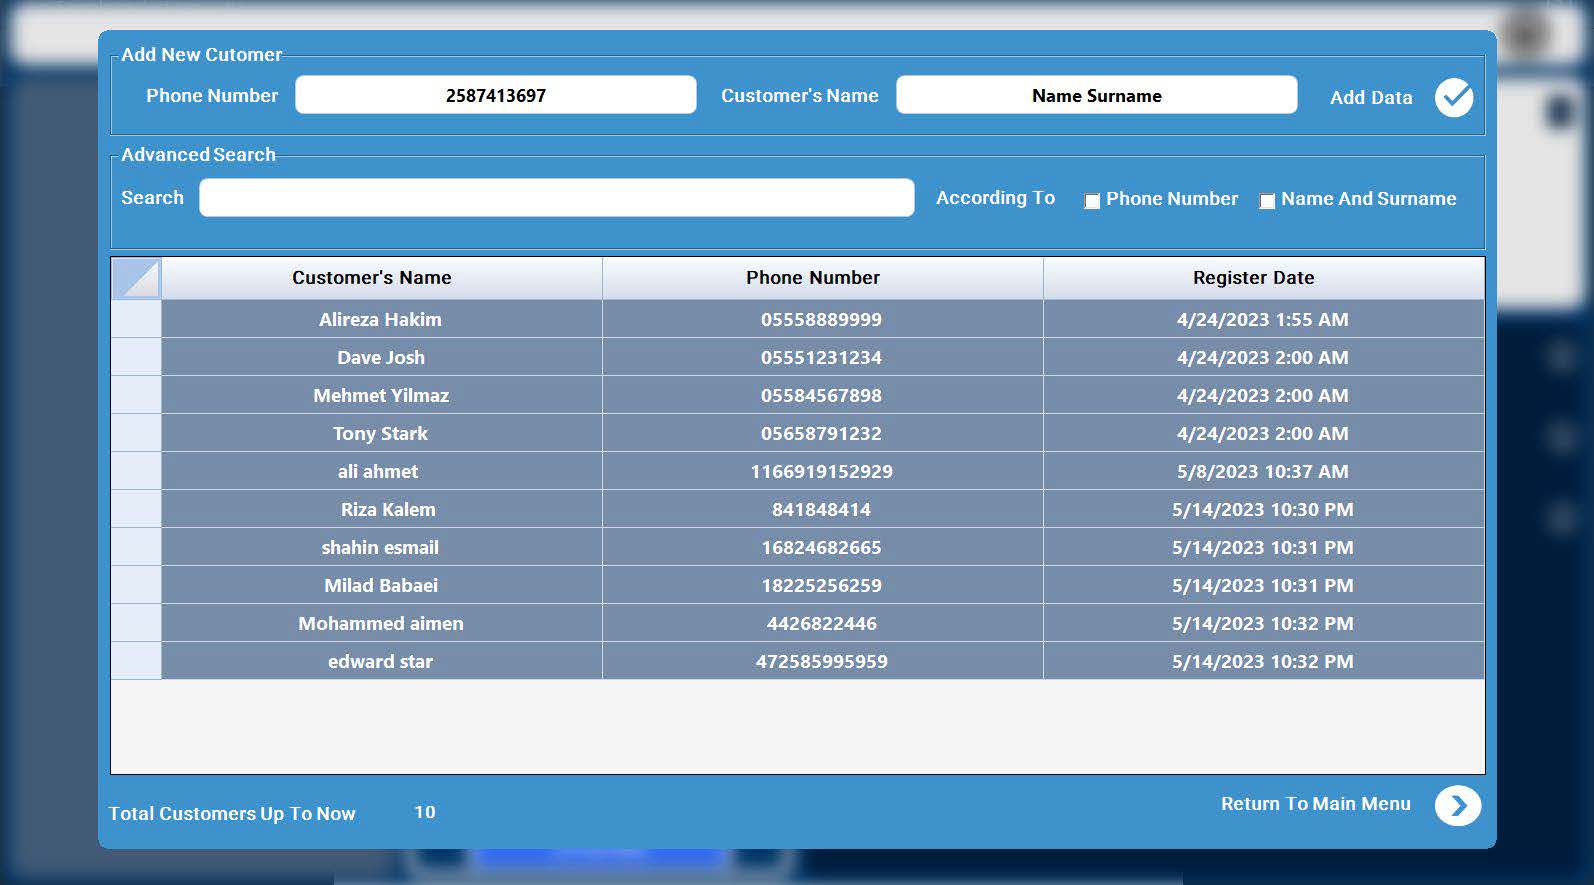 Add New Cutomer
Phone Number 2587413697 Customer's Name Name Surname Add Data
Advanced Search
Search According To Phone Number Name And Surname
Customer's Name Phone Number Register Date
Alireza Hakim 05558889999 4/24/2023 1:55 AM
Dave Josh 05551231234 4/24/2023 2:00 AM
Mehmet Yilmaz 05584567898 4/24/2023 2:00 AM
Tony Stark 05658791232 4/24/2023 2:00 AM
ali ahmet 1166919152929 5/8/2023 10:37 AM
Riza Kalem 841848414 5/14/2023 10:30 PM
shahin esmail 16824682665 5/14/2023 10:31 PM
Milad Babaei 18225256259 5/14/2023 10:31 PM
Mohammed aimen 4426822446 5/14/2023 10:32 PM
edward star 472585995959 5/14/2023 10:32 PM
Total Customers Up To Now 10 Return To Main Menu